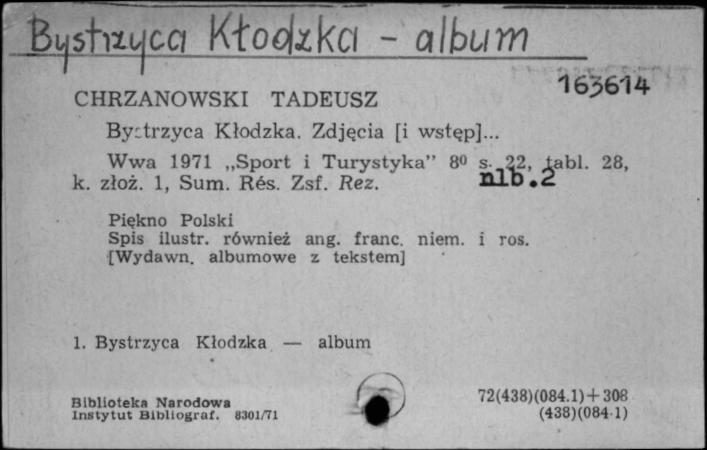 Bystrzyca Kłodzka - album
163614
CHRZANOWSKI TADEUSZ
Bystrzyca Kłodzka. Zdjęcia [i wstęp]...
Wwa 1971 „Sport i Turystyka” 8⁰ s. 22, tabl. 28,
nlb.2
k. złoż. 1, Sum. Rés. Zsf. Rez.
Piękno Polski
Spis ilustr. również ang. franc. niem. i ros.
[Wydawn. albumowe z tekstem]
1. Bystrzyca Kłodzka — album
Biblioteka Narodowa
Instytut Bibliograf. 8301/71
72(438)(084.1)+308
(438)(084.1)